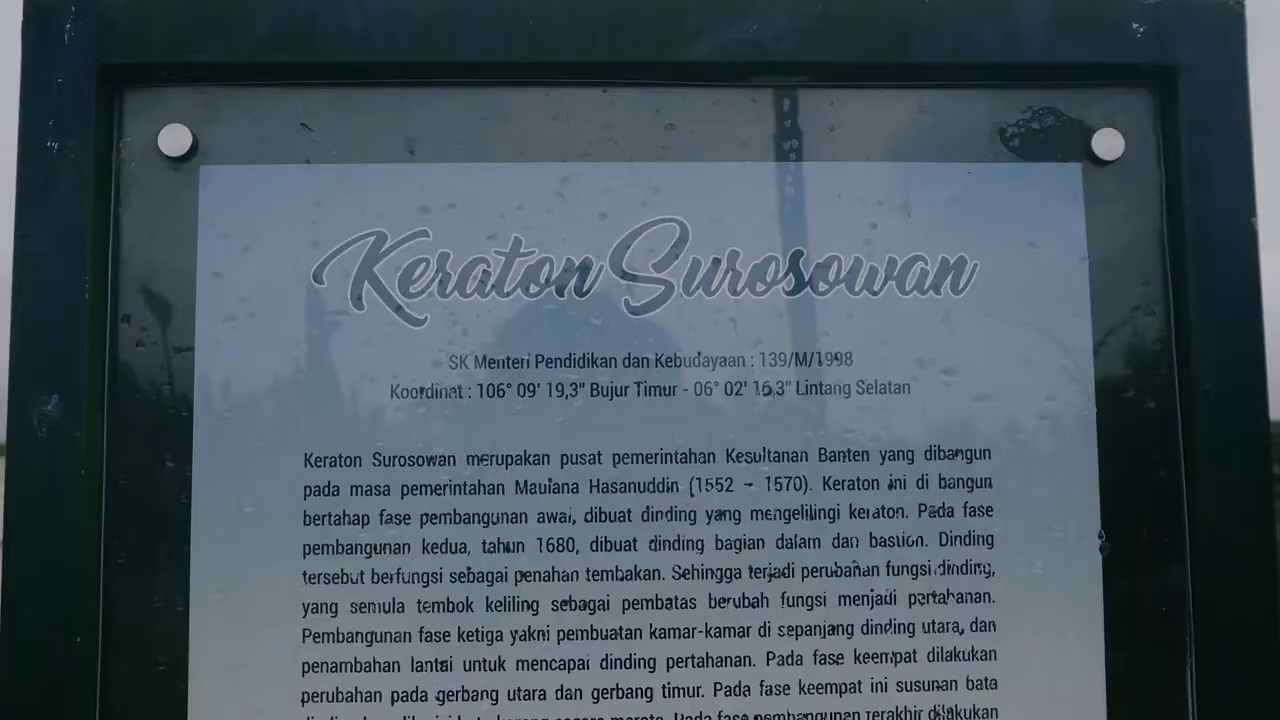 Keraton Surosowan
SK Menteri Pendidikan dan Kebudayaan : 139/M/1998
Koordinat : 106° 09' 19,3" Bujur Timur - 06° 02' 16,3" Lintang Selatan
Keraton Surosowan merupakan pusat pemerintahan Kesultanan Banten yang dibangun
pada masa pemerintahan Maulana Hasanuddin (1552 - 1570). Keraton ini di bangun
bertahap fase pembangunan awal, dibuat dinding yang mengelilingi keraton. Pada fase
pembangunan kedua, tahun 1680, dibuat dinding bagian dalam dan bastion. Dinding
tersebut berfungsi sebagai penahan tembakan. Sehingga terjadi perubahan fungsi dinding,
yang semula tembok keliling sebagai pembatas berubah fungsi menjadi pertahanan.
Pembangunan fase ketiga yakni pembuatan kamar-kamar di sepanjang dinding utara, dan
penambahan lantai untuk mencapai dinding pertahanan. Pada fase keempat dilakukan
perubahan pada gerbang utara dan gerbang timur. Pada fase keempat ini susunan bata
Pada fase pembangunan terakhir dilakukan